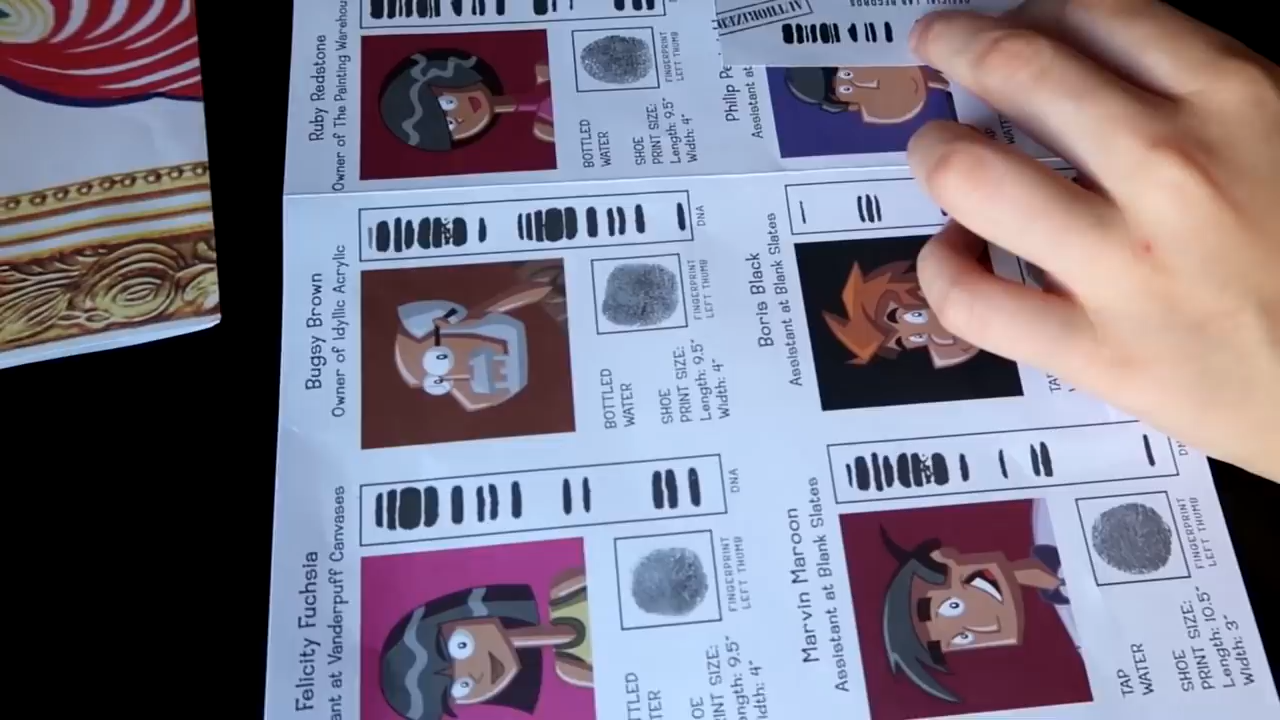 Ruby Redstone
Owner of The Painting
DNA
FINGERPRINT
LEFT THUMB
BOTTLED
WATER
SHOE
PRINT SIZE:
Length: 9.5"
Width: 4"
Philip
Assistant
Bugsy Brown
Owner of Idyllic Acrylic
DNA
FINGERPRINT
LEFT THUMB
BOTTLED
WATER
SHOE
PRINT SIZE:
Length: 9.5"
Width: 4"
Boris Black
Assistant at Blank Slates
Felicity Fuchsia
at Vanderpuff Canvases
DNA
FINGERPRINT
LEFT THUMB
PRINT SIZE:
9.5"
4"
Marvin Maroon
Assistant at Blank Slates
FINGERPRINT
LEFT THUMB
TAP
WATER
SHOE
PRINT SIZE:
Length: 10.5"
Width: 3"